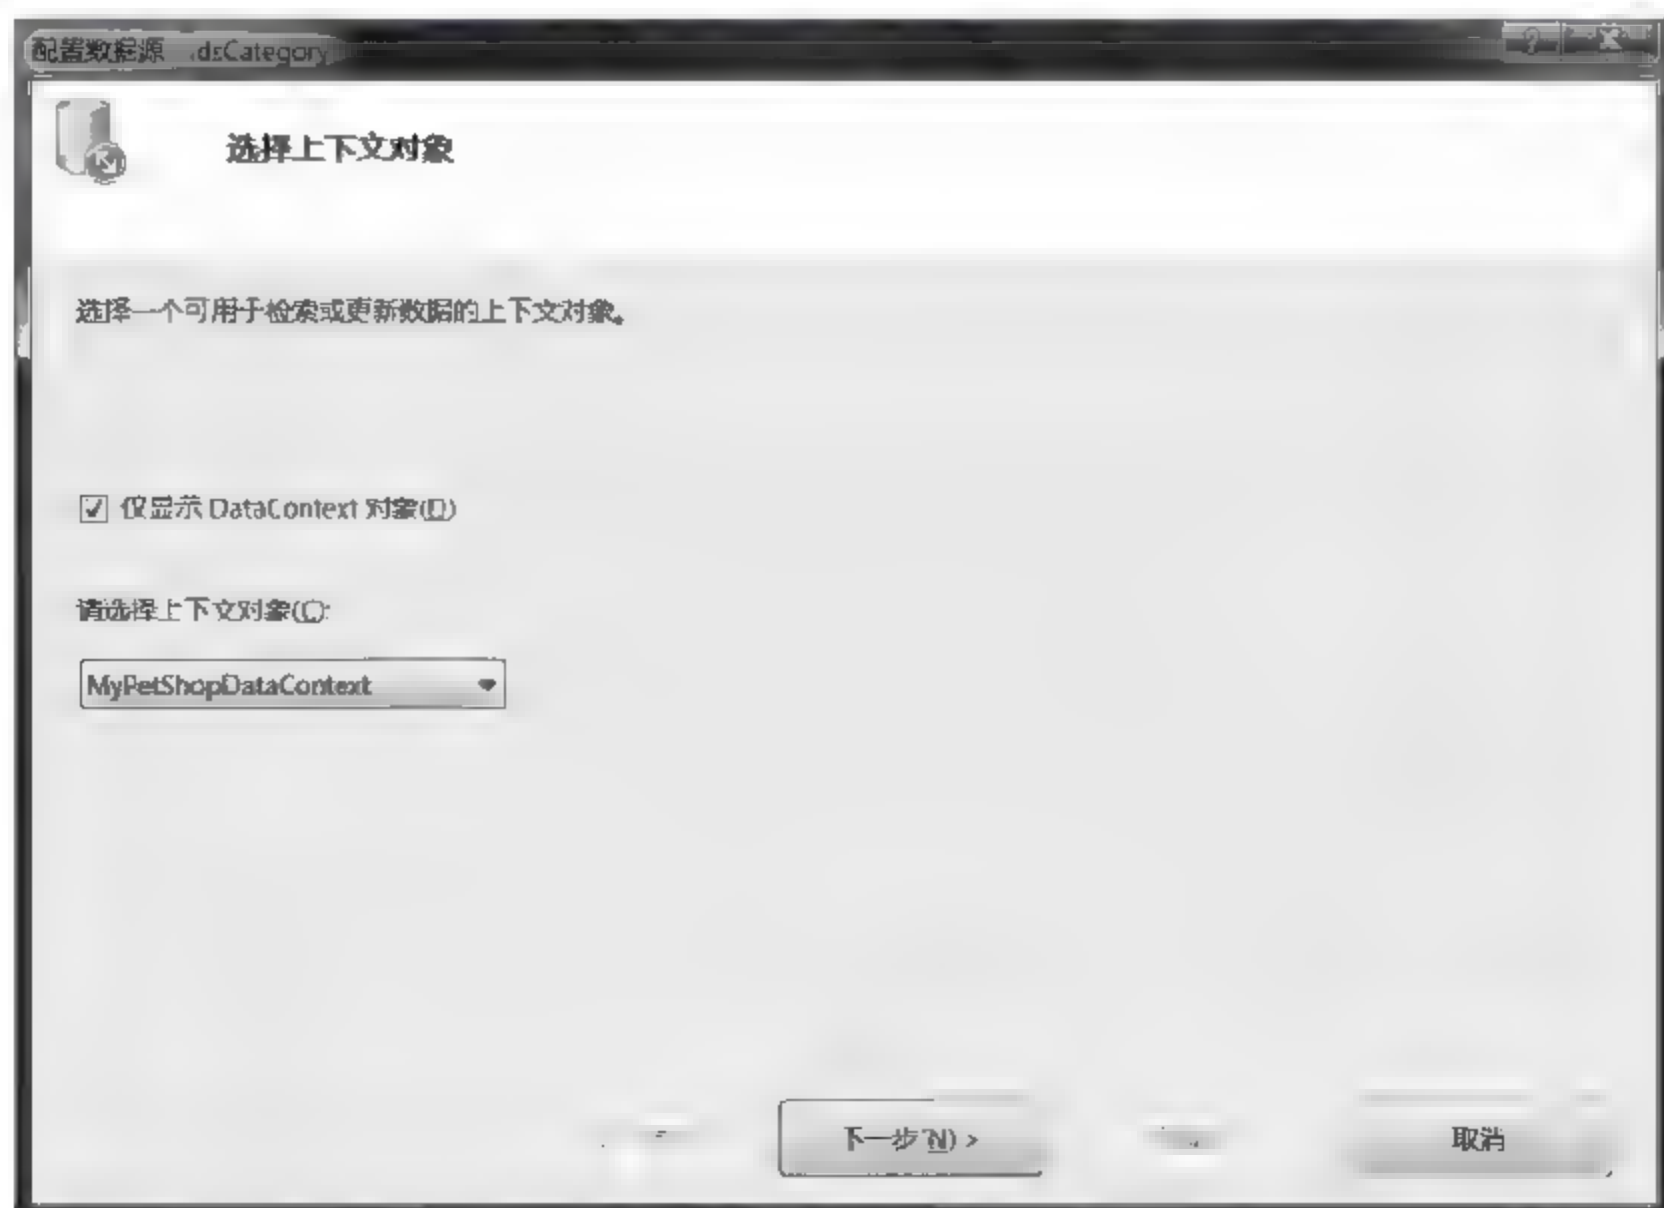 配置数据源 dsCategory
选择上下文对象
选择一个可用于检索或更新数据的上下文对象。
仅显示 DataContext 对象(D)
请选择上下文对象(C):
MyPetShopDataContext
下一步(N) >
取消